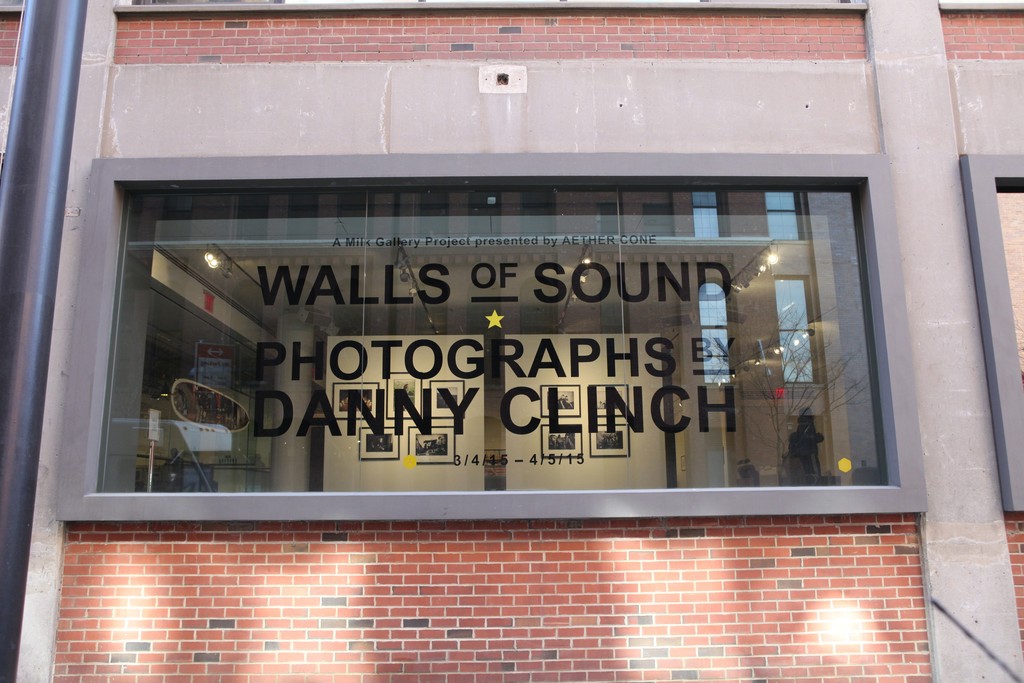 A Milk Gallery Project presented by AETHER CONE
WALLS OF SOUND
PHOTOGRAPHS BY
DANNY CLINCH
3/4/15 – 4/5/15